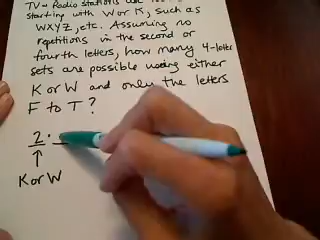 TV & Radio stations use
starting with W or K, such as
WXYZ, etc. Assuming no
repetitions in the second or
fourth letters, how many 4-letter
sets are possible using either
K or W and only the letters
F to T ?
2 ·
↑
K or W